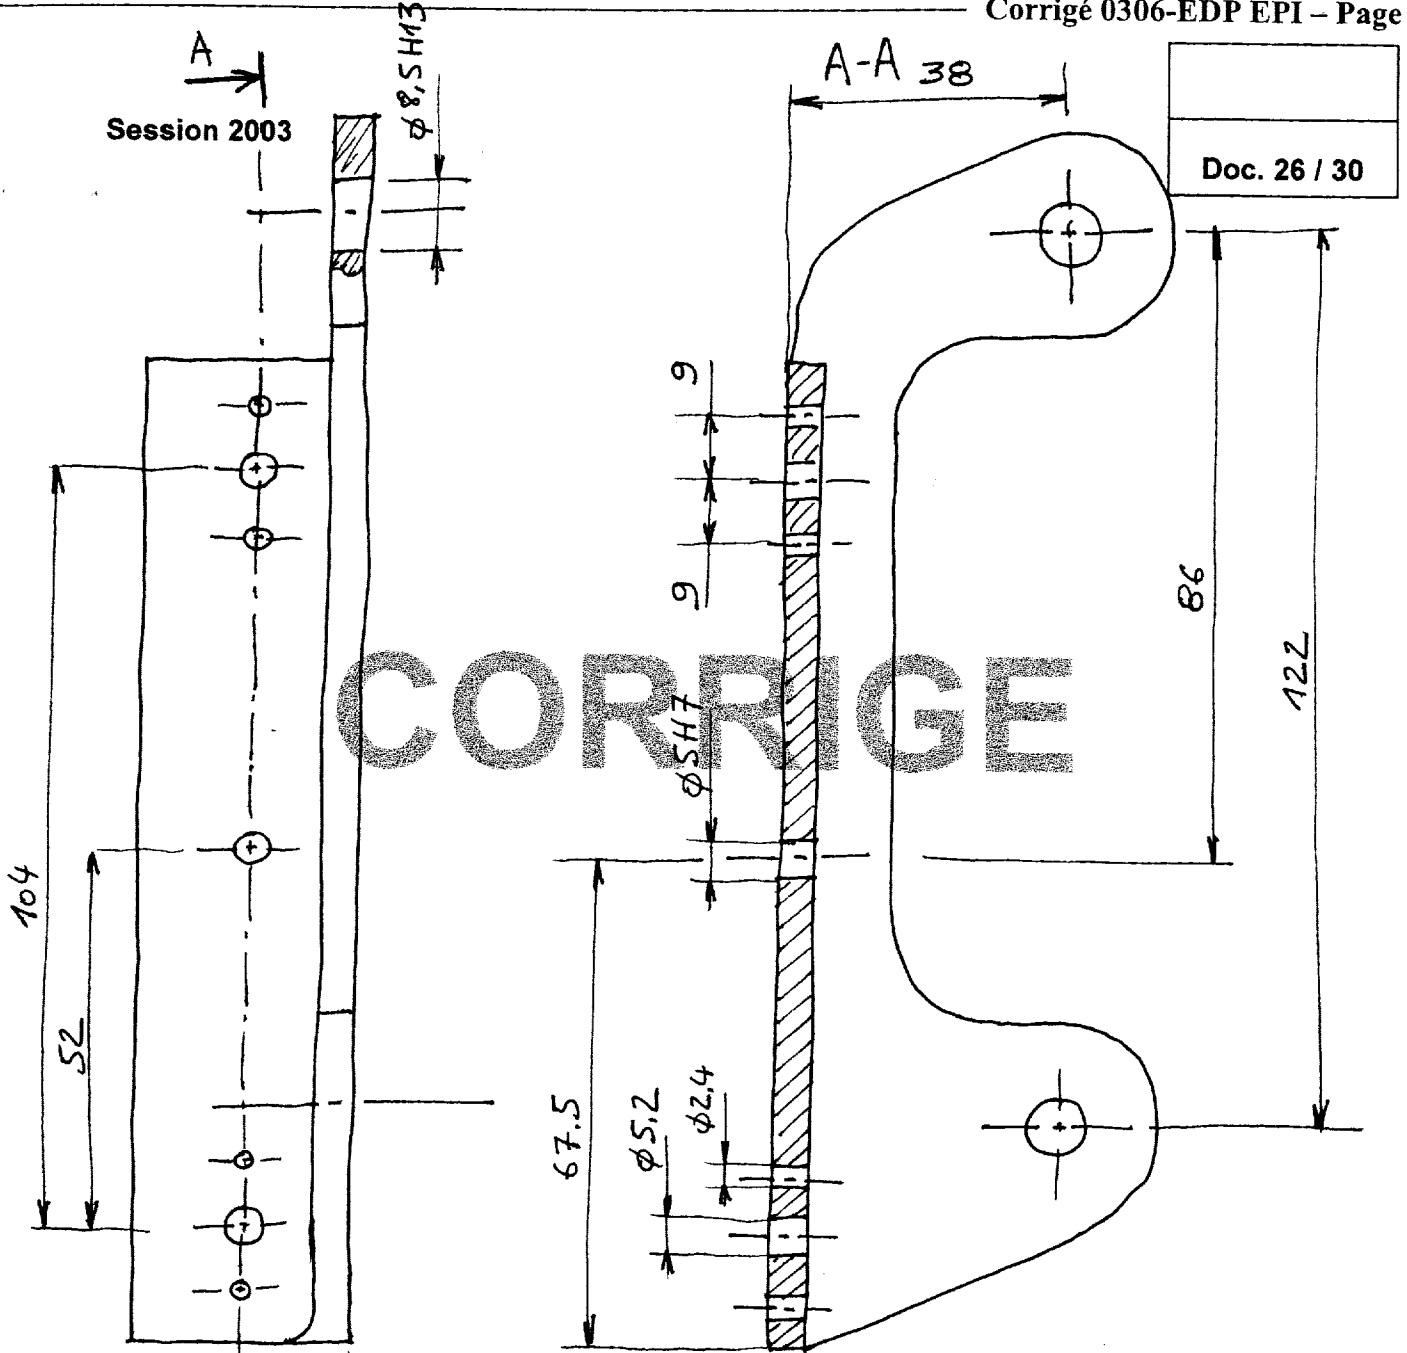 Corrigé 0306-EDP EPI – Page
A
Session 2003
ϕ8,5H13
A-A
38
Doc. 26 / 30
9
9
86
122
CORRIGE
ϕ5H7
104
52
67.5
ϕ5,2
ϕ2,4